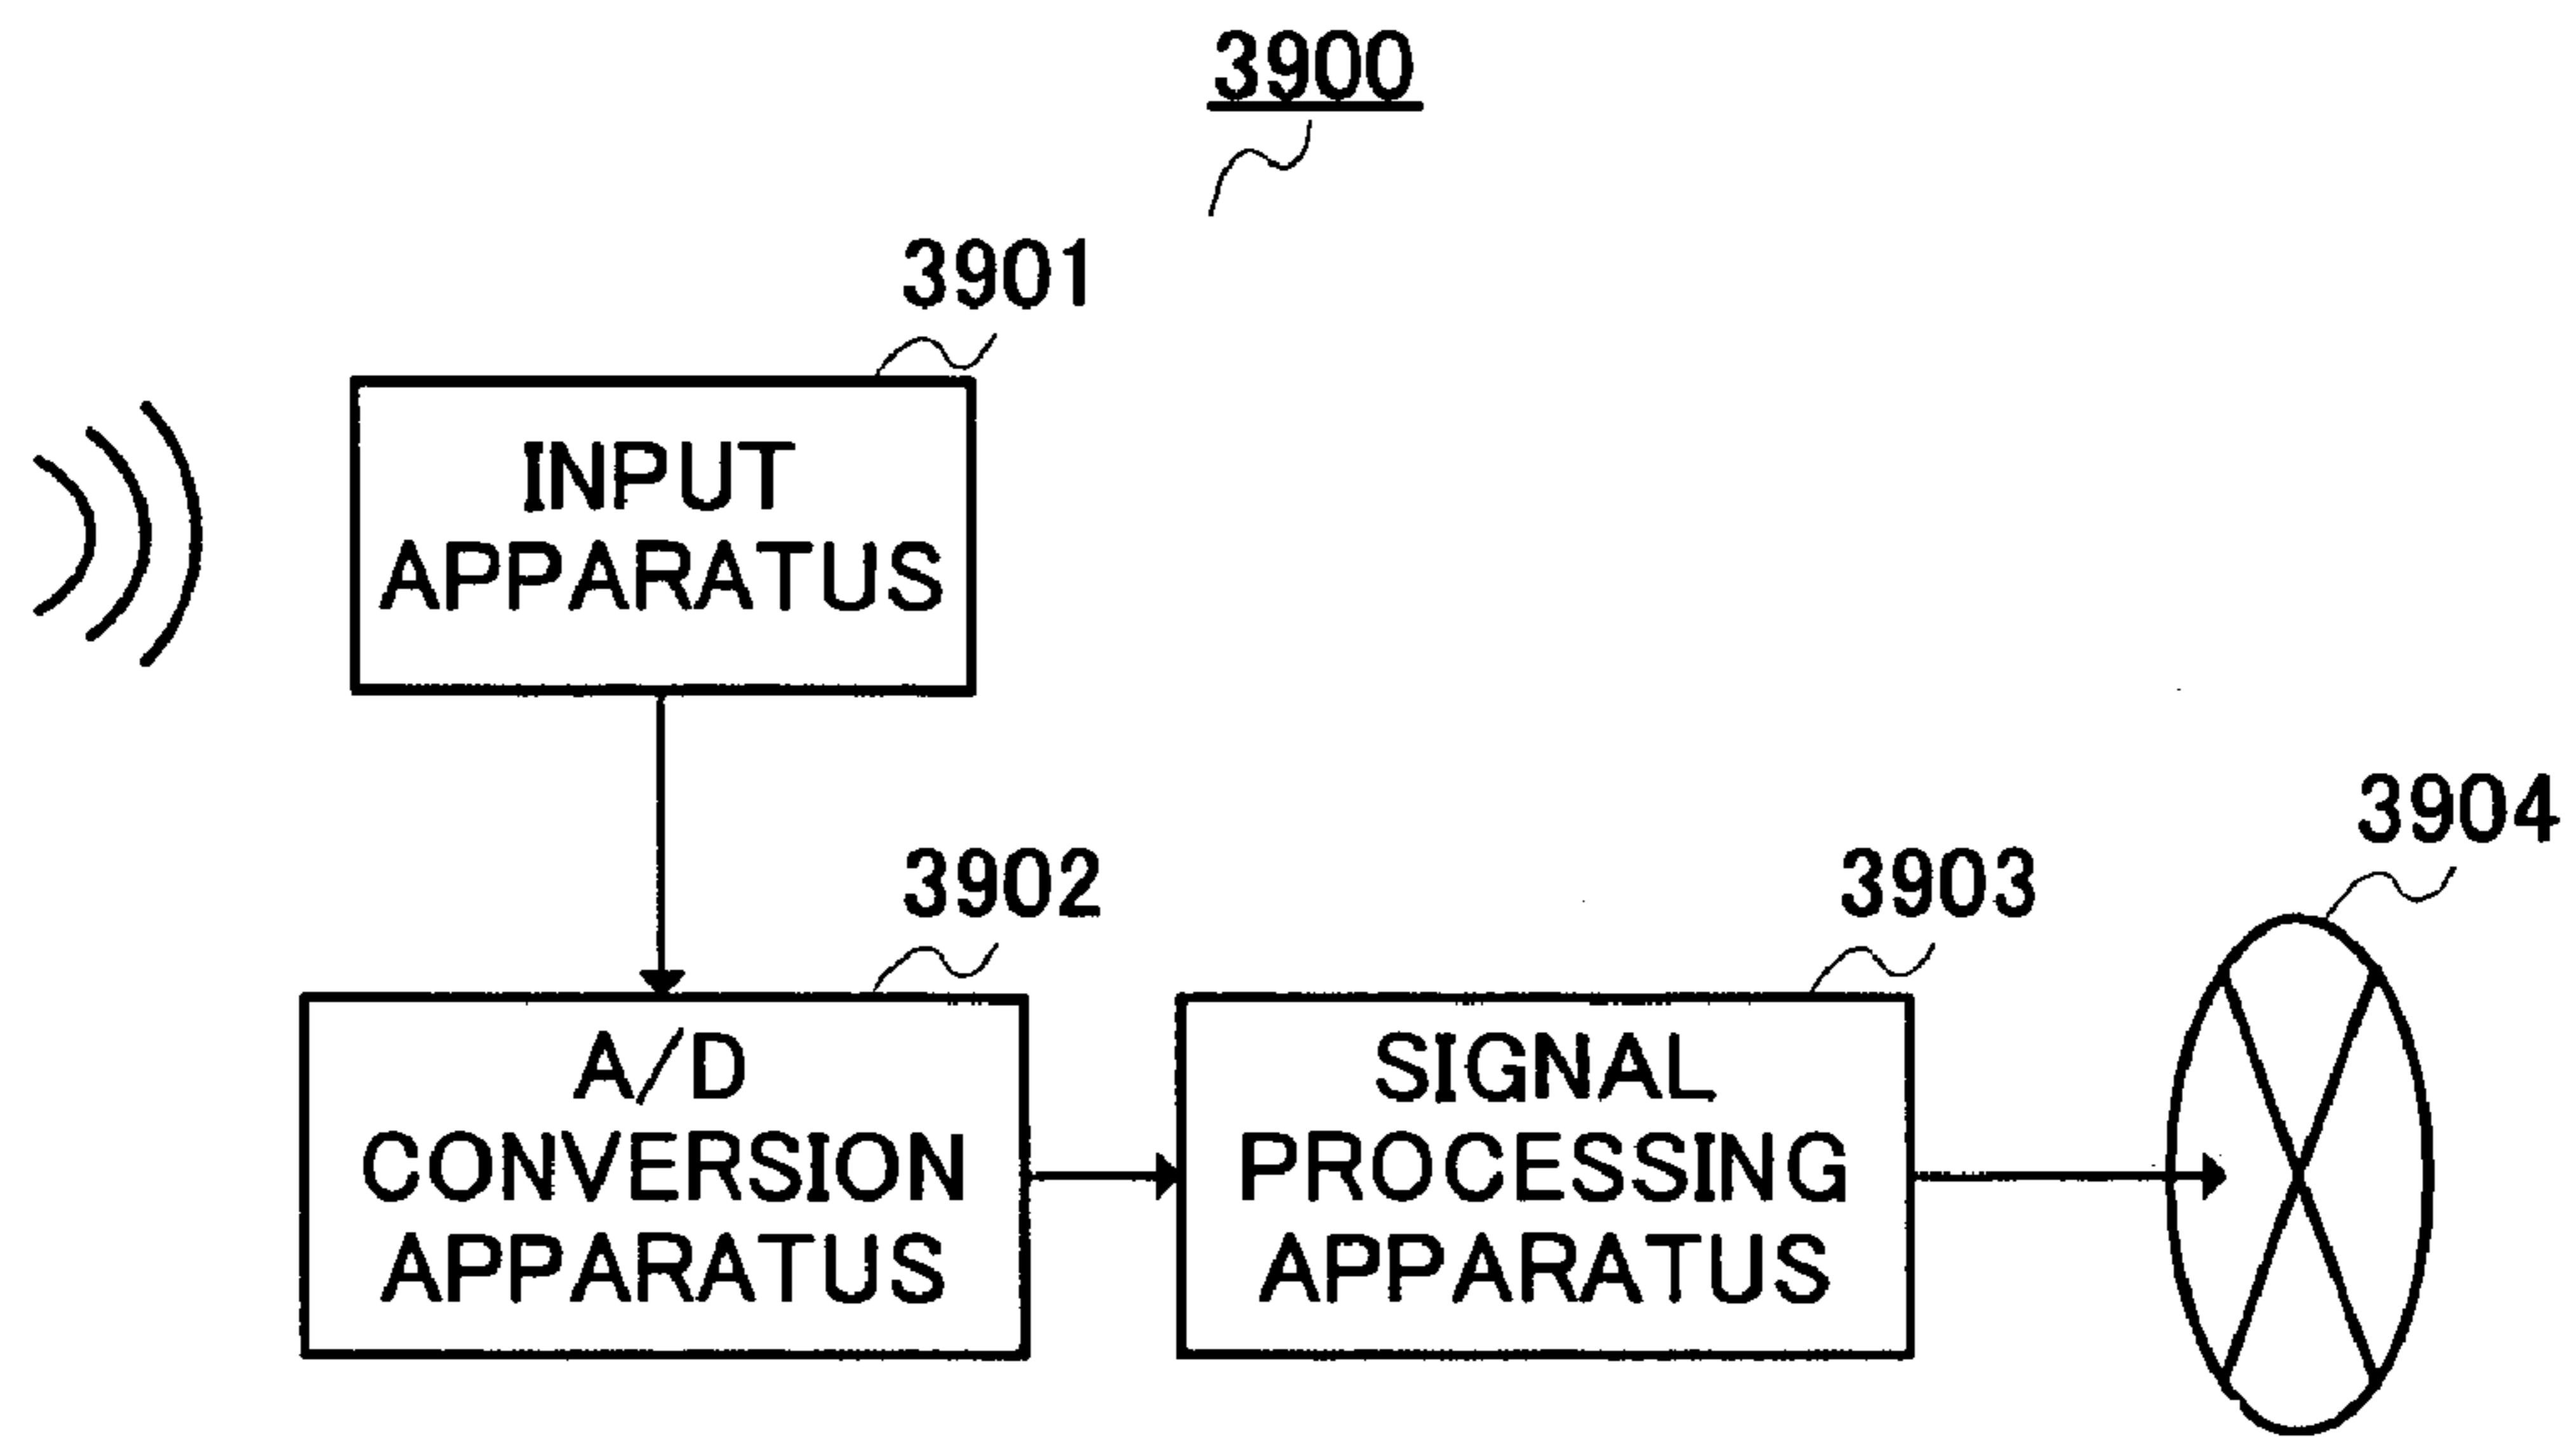 3900
3901
INPUT
APPARATUS
3902
3903
3904
A/D
CONVERSION
APPARATUS
SIGNAL
PROCESSING
APPARATUS